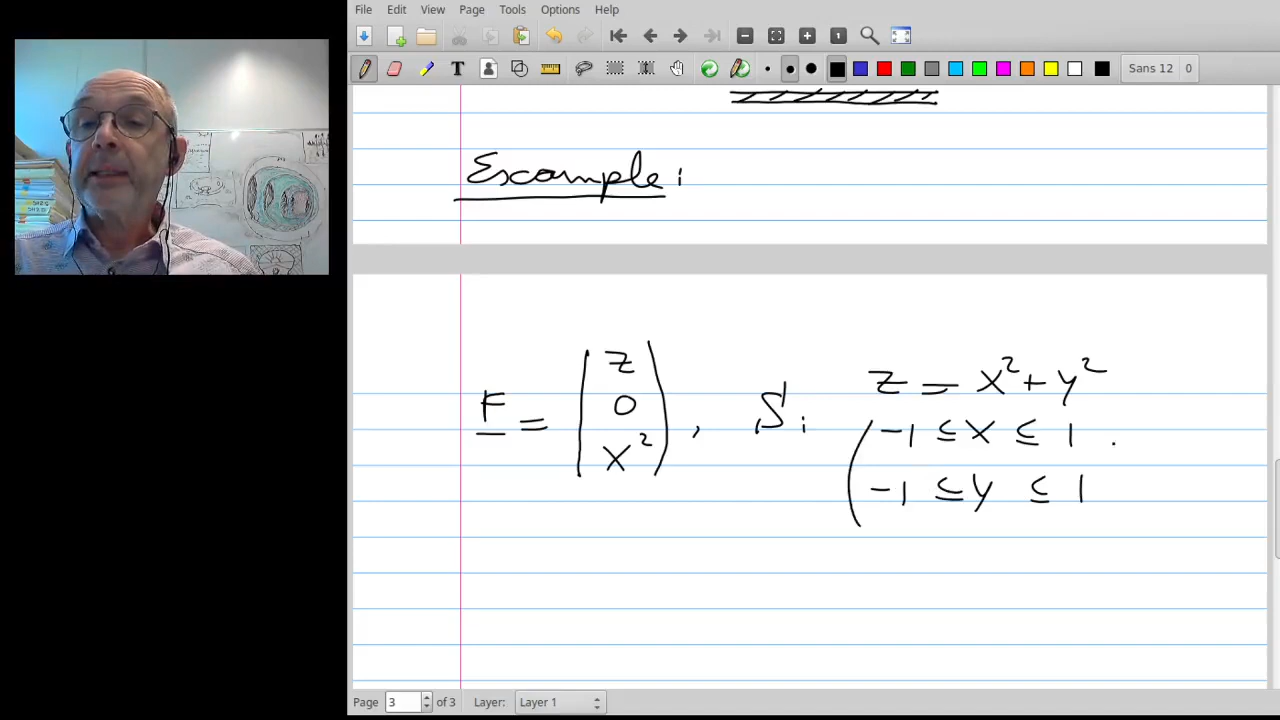 File Edit View Page Tools Options Help
Sans 12 0
Example:
F = ( z 0 x² ) , S: z = x² + y²
-1 ≤ x ≤ 1 .
-1 ≤ y ≤ 1
Page 3 of 3 Layer: Layer 1